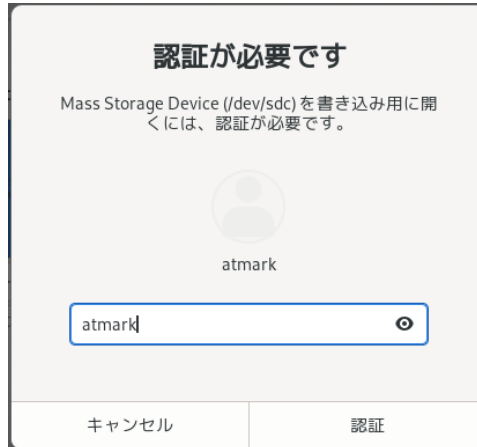 認証が必要です
Mass Storage Device (/dev/sdc) を書き込み用に開
くには、認証が必要です。
atmark
atmark
キャンセル
認証